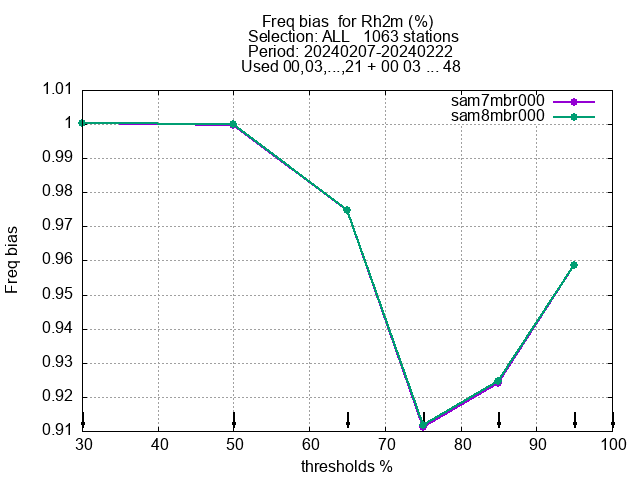 Freq bias  for Rh2m (%)
Selection: ALL   1063 stations
Period: 20240207-20240222
Used 00,03,...,21 + 00 03 ... 48
sam7mbr000
sam8mbr000
1.01
1
0.99
0.98
0.97
0.96
0.95
0.94
0.93
0.92
0.91
Freq bias
30 40 50 60 70 80 90 100
thresholds %